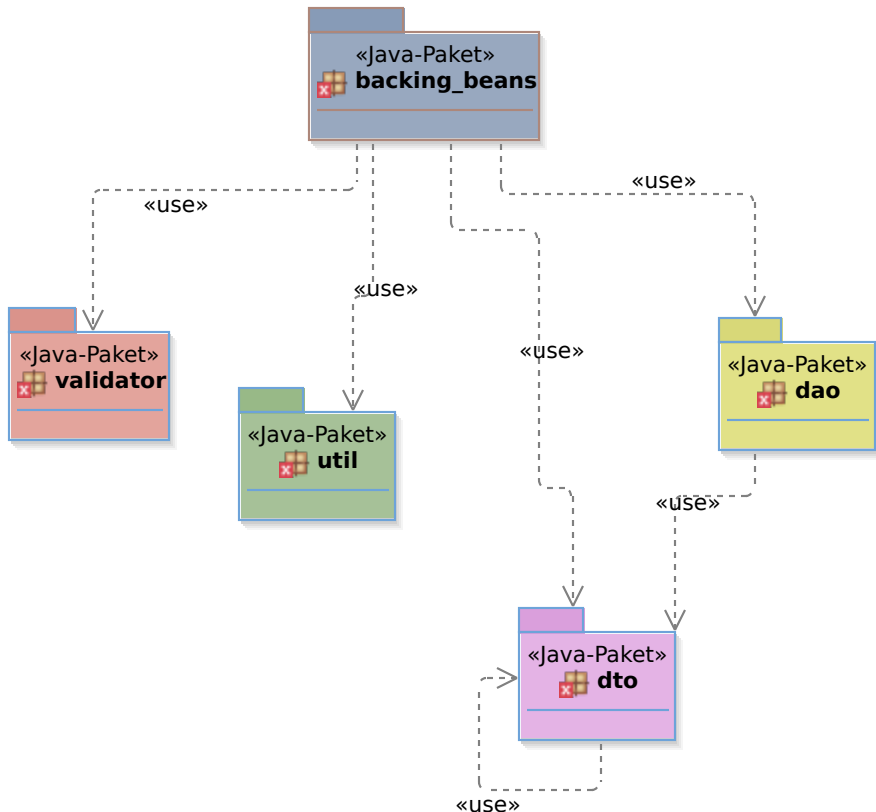 «Java-Paket»
backing_beans
«use»
«use»
«use»
«use»
«Java-Paket»
validator
«Java-Paket»
dao
«Java-Paket»
util
«use»
«Java-Paket»
dto
«use»